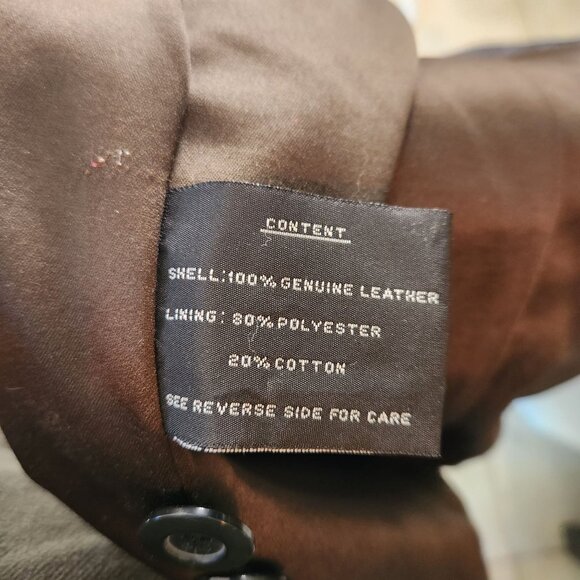 CONTENT
SHELL:100% GENUINE LEATHER
LINING: 80% POLYESTER
20% COTTON
SEE REVERSE SIDE FOR CARE